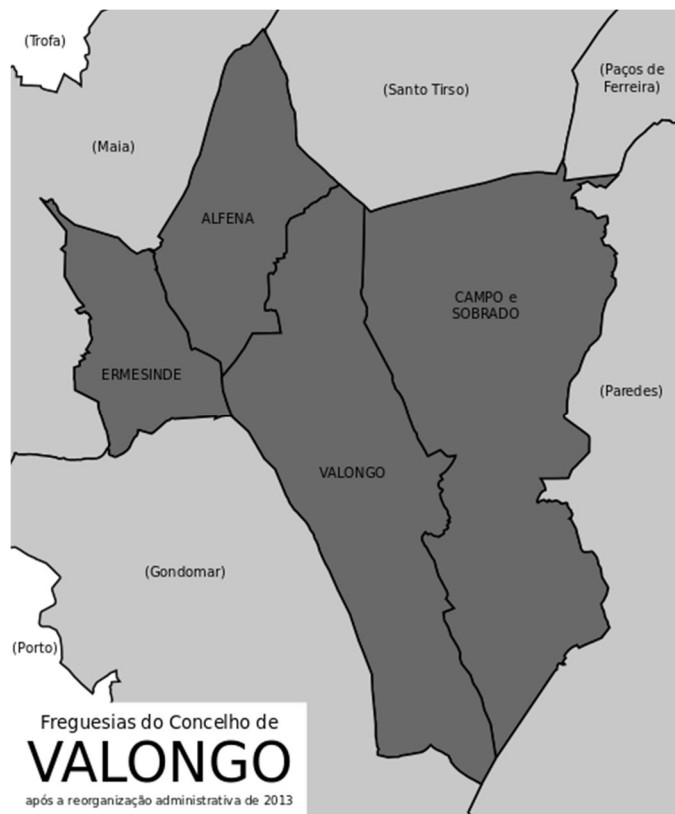 (Trofa)
(Santo Tirso)
(Paços de
Ferreira)
(Maia)
ALFENA
CAMPO e
SOBRADO
ERMESINDE
(Paredes)
VALONGO
(Gondomar)
(Porto)
Freguesias do Concelho de
VALONGO
após a reorganização administrativa de 2013